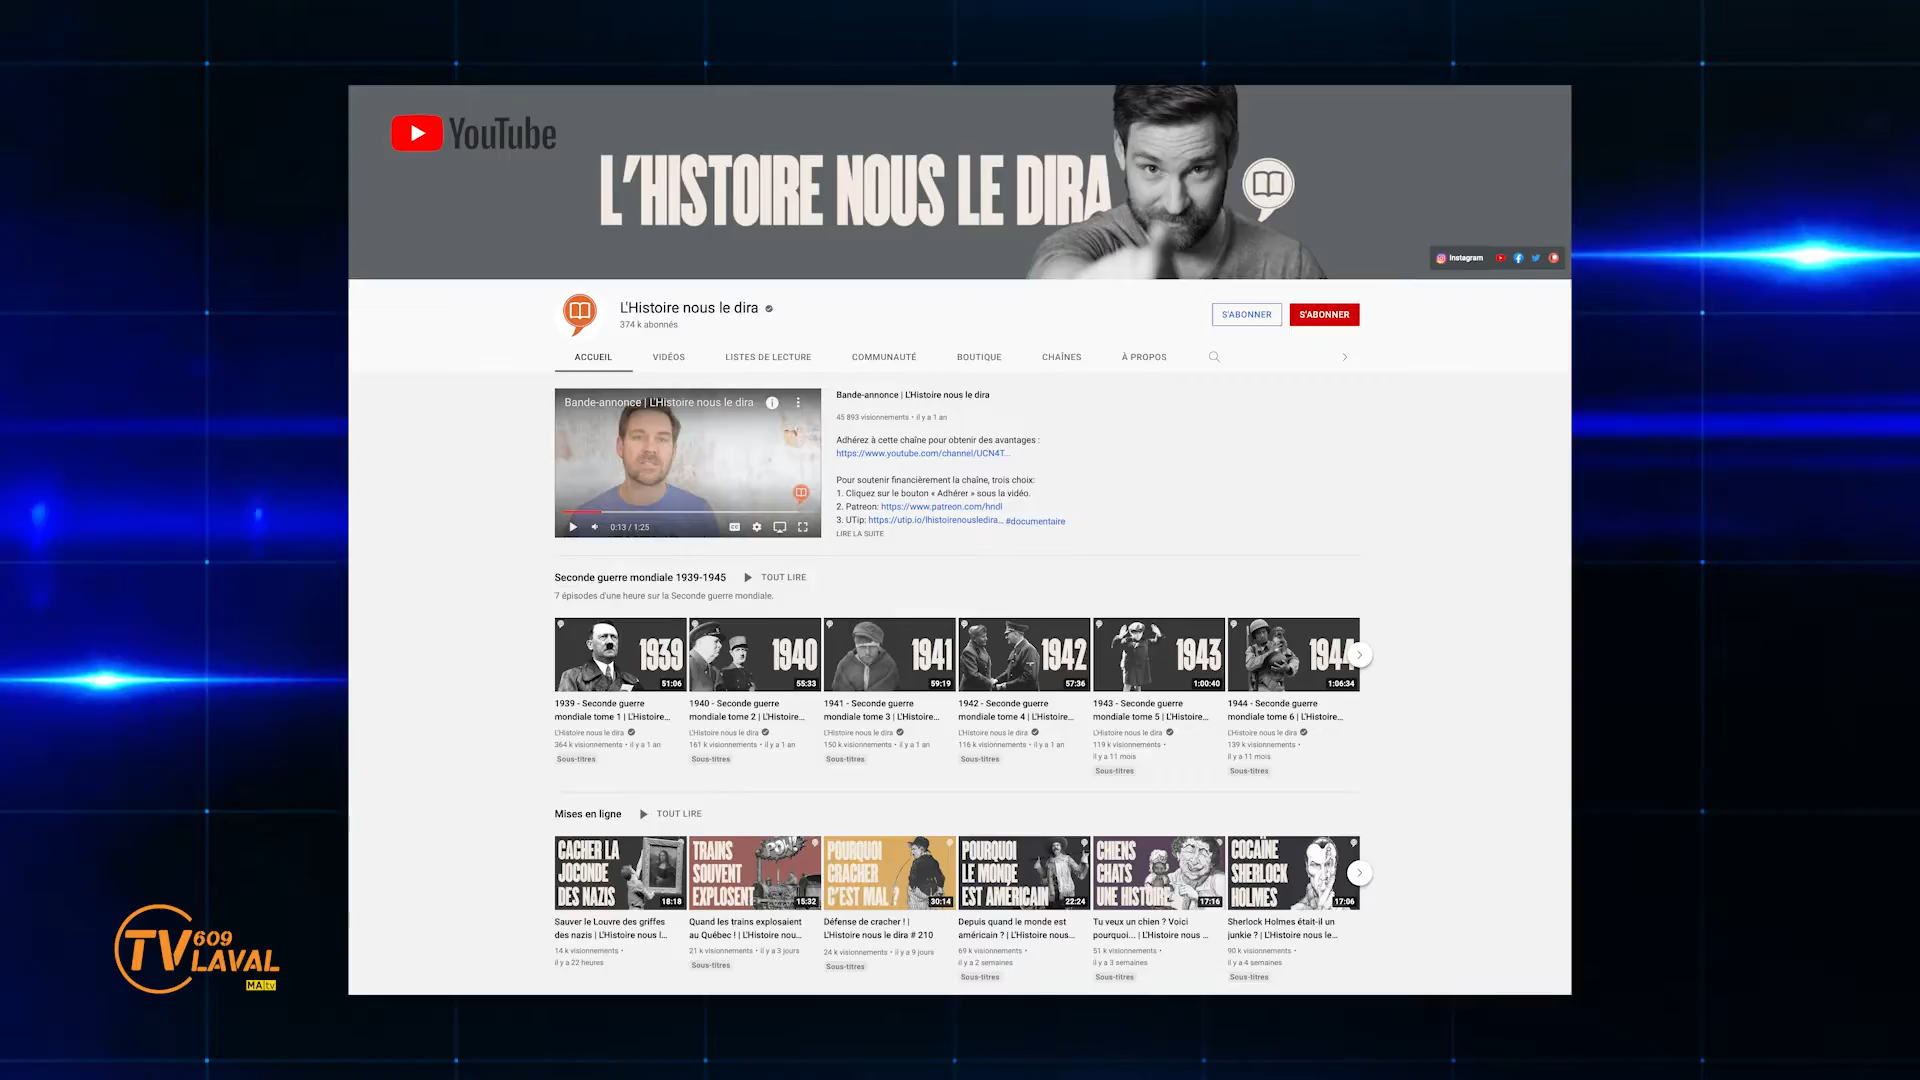 YouTube
L'HISTOIRE NOUS LE DIRA
Instagram
L'Histoire nous le dira
374 k abonnés
S'ABONNER
S'ABONNER
ACCUEIL
VIDÉOS
LISTES DE LECTURE
COMMUNAUTÉ
BOUTIQUE
CHAÎNES
À PROPOS
Bande-annonce | L'Histoire nous le dira
0:13 / 1:25
Bande-annonce | L'Histoire nous le dira
45 893 visionnements • il y a 1 an
Adhérez à cette chaîne pour obtenir des avantages :
https://www.youtube.com/channel/UCN4T...
Pour soutenir financièrement la chaîne, trois choix:
1. Cliquez sur le bouton « Adhérer » sous la vidéo.
2. Patreon: https://www.patreon.com/hndl
3. UTip: https://utip.io/lhistoirenousledira... #documentaire
LIRE LA SUITE
Seconde guerre mondiale 1939-1945
TOUT LIRE
7 épisodes d'une heure sur la Seconde guerre mondiale.
1939
51:06
1940
55:33
1941
59:19
1942
57:36
1943
1:00:40
1944
1:06:34
1939 - Seconde guerre
mondiale tome 1 | L'Histoire...
L'Histoire nous le dira
364 k visionnements • il y a 1 an
Sous-titres
1940 - Seconde guerre
mondiale tome 2 | L'Histoire...
L'Histoire nous le dira
161 k visionnements • il y a 1 an
Sous-titres
1941 - Seconde guerre
mondiale tome 3 | L'Histoire...
L'Histoire nous le dira
150 k visionnements • il y a 1 an
Sous-titres
1942 - Seconde guerre
mondiale tome 4 | L'Histoire...
L'Histoire nous le dira
116 k visionnements • il y a 1 an
Sous-titres
1943 - Seconde guerre
mondiale tome 5 | L'Histoire...
L'Histoire nous le dira
119 k visionnements •
il y a 11 mois
Sous-titres
1944 - Seconde guerre
mondiale tome 6 | L'Histoire...
L'Histoire nous le dira
139 k visionnements •
il y a 11 mois
Sous-titres
Mises en ligne
TOUT LIRE
CACHER LA
JOCONDE
DES NAZIS
18:18
TRAINS
SOUVENT
EXPLOSENT
POW!
15:32
POURQUOI
CRACHER
C'EST MAL ?
30:14
POURQUOI
LE MONDE
EST AMÉRICAIN
22:24
CHIENS
CHATS
UNE HISTOIRE
17:16
COCAÏNE
SHERLOCK
HOLMES
17:06
Sauver le Louvre des griffes
des nazis | L'Histoire nous l...
14 k visionnements •
il y a 22 heures
Quand les trains explosaient
au Québec ! | L'Histoire nou...
21 k visionnements • il y a 3 jours
Sous-titres
Défense de cracher ! |
L'Histoire nous le dira # 210
24 k visionnements • il y a 9 jours
Sous-titres
Depuis quand le monde est
américain ? | L'Histoire nous...
69 k visionnements •
il y a 2 semaines
Sous-titres
Tu veux un chien ? Voici
pourquoi... | L'Histoire nous ...
51 k visionnements •
il y a 3 semaines
Sous-titres
Sherlock Holmes était-il un
junkie ? | L'Histoire nous le...
90 k visionnements •
il y a 4 semaines
Sous-titres
TV 609
LAVAL
MAtv